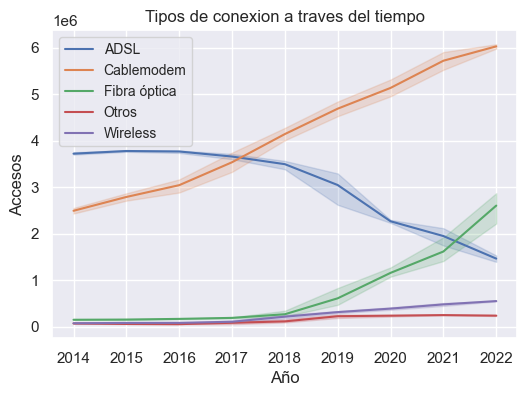 Tipos de conexion a traves del tiempo
1e6
6
5
4
3
2
1
0
Accesos
ADSL
Cablemodem
Fibra óptica
Otros
Wireless
2014 2015 2016 2017 2018 2019 2020 2021 2022
Año